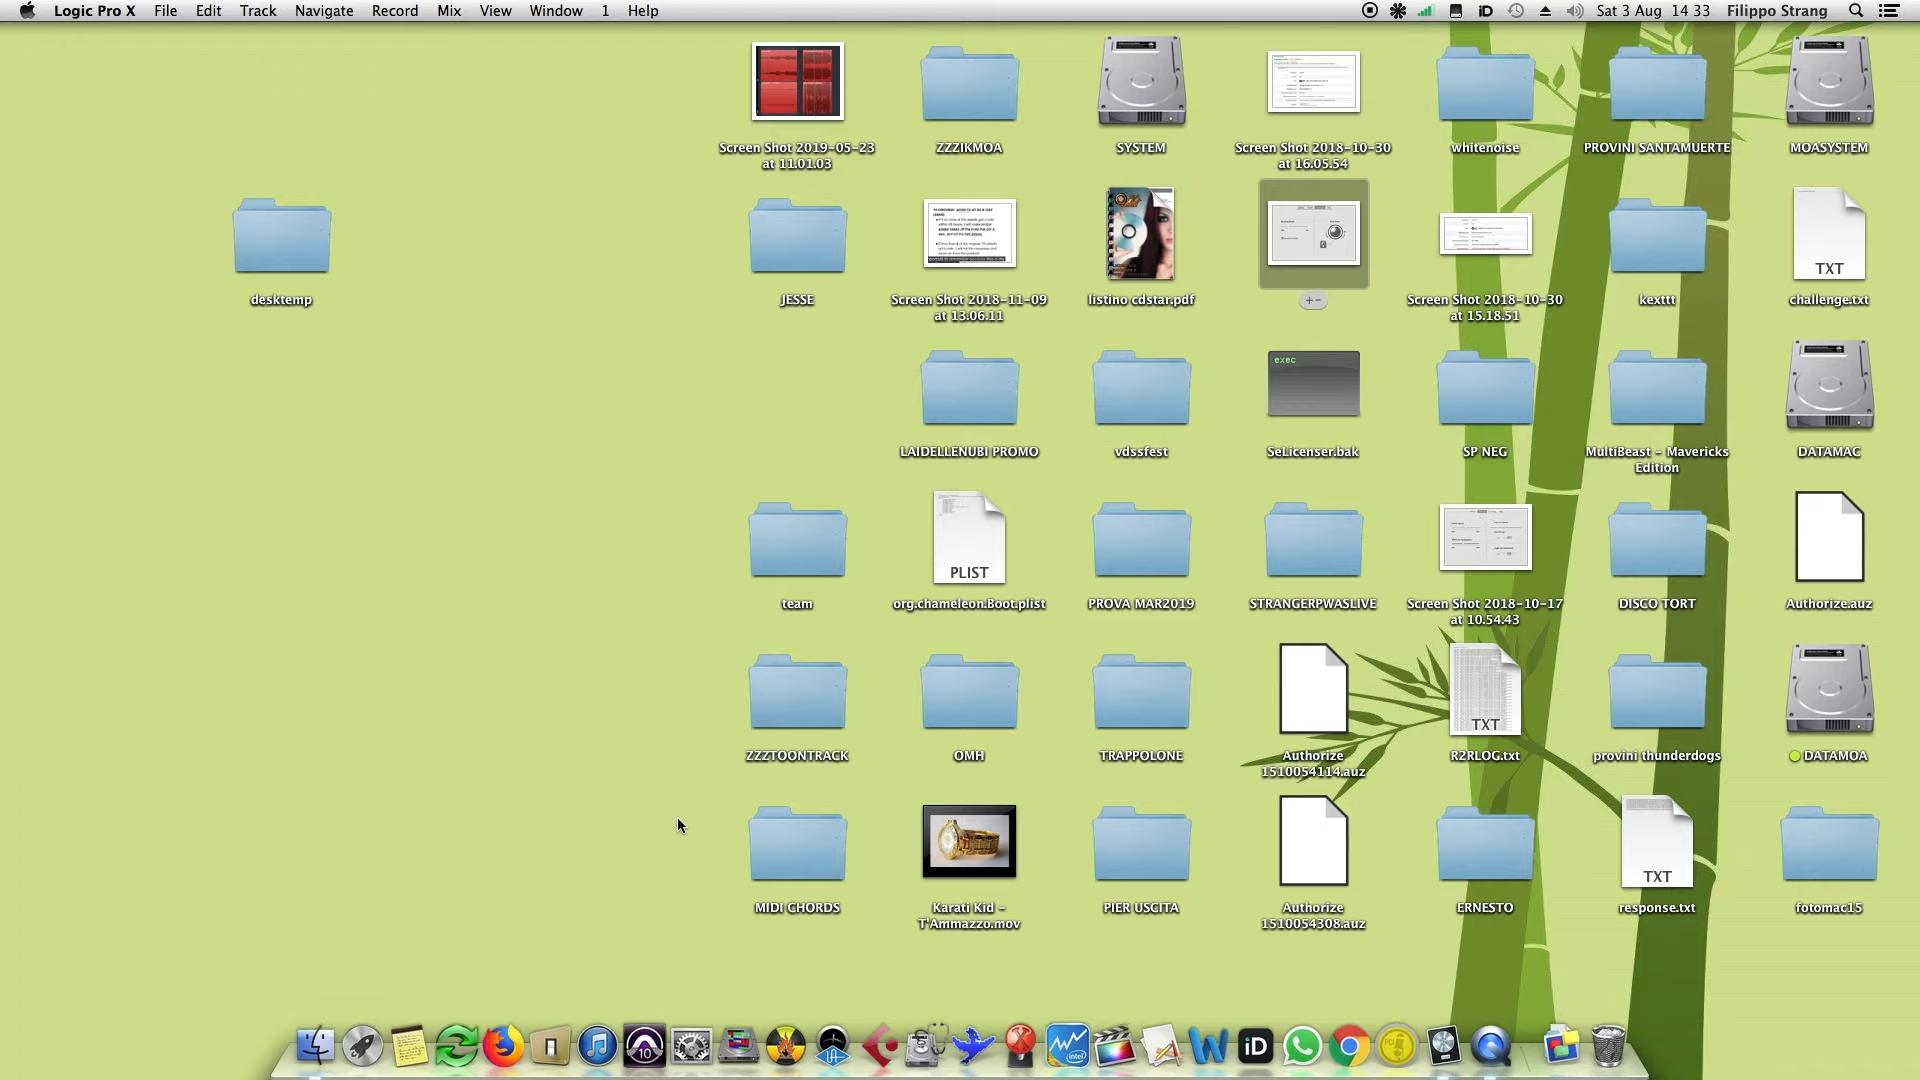 Logic Pro X File Edit Track Navigate Record Mix View Window 1 Help iD Sat 3 Aug 14 33 Filippo Strang
Screen Shot 2019-05-23
at 11.01.03
ZZZIKMOA
SYSTEM
Screen Shot 2018-10-30
at 16.05.54
whitenoise
PROVINI SANTAMUERTE
MOASYSTEM
TXT
desktemp
JESSE
Screen Shot 2018-11-09
at 13.06.11
listino cdstar.pdf
+-
Screen Shot 2018-10-30
at 15.18.51
kexttt
challenge.txt
exec
LAIDELLENUBI PROMO
vdssfest
SeLicenser.bak
SP NEG
MultiBeast - Mavericks
Edition
DATAMAC
PLIST
team
org.chameleon.Boot.plist
PROVA MAR2019
STRANGERPWASLIVE
Screen Shot 2018-10-17
at 10.54.43
DISCO TORT
Authorize.auz
TXT
ZZZTOONTRACK
OMH
TRAPPOLONE
Authorize
1510054114.auz
R2RLOG.txt
provini thunderdogs
DATAMOA
TXT
MIDI CHORDS
Karati Kid -
T'Ammazzo.mov
PIER USCITA
Authorize
1510054308.auz
ERNESTO
response.txt
fotomac15
10
intel
iD